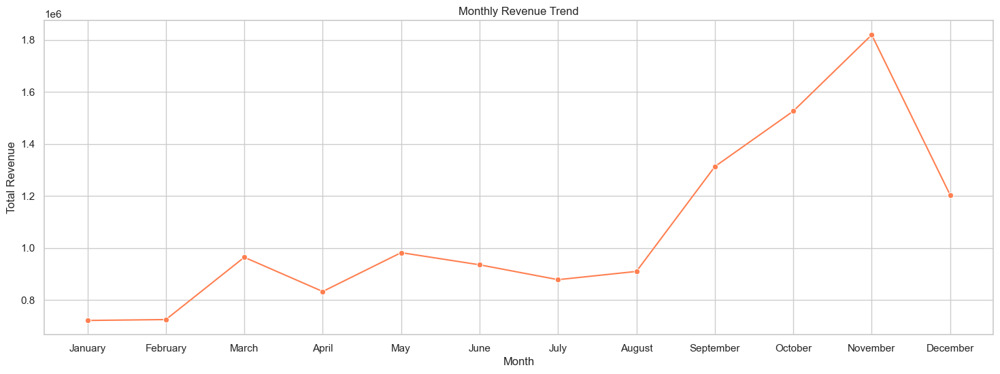 Monthly Revenue Trend
1e6
1.8
1.6
1.4
1.2
1.0
0.8
Total Revenue
January February March April May June July August September October November December
Month